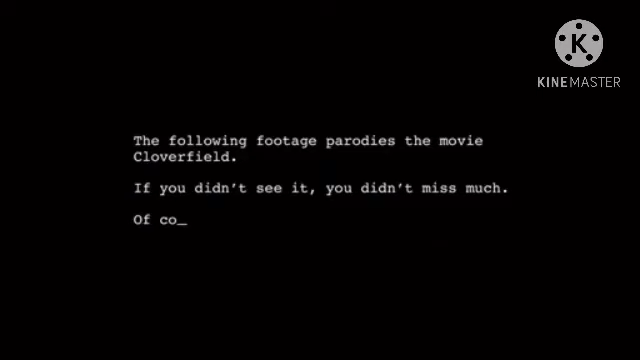 K
KINEMASTER
The following footage parodies the movie
Cloverfield.
If you didn't see it, you didn't miss much.
Of co_